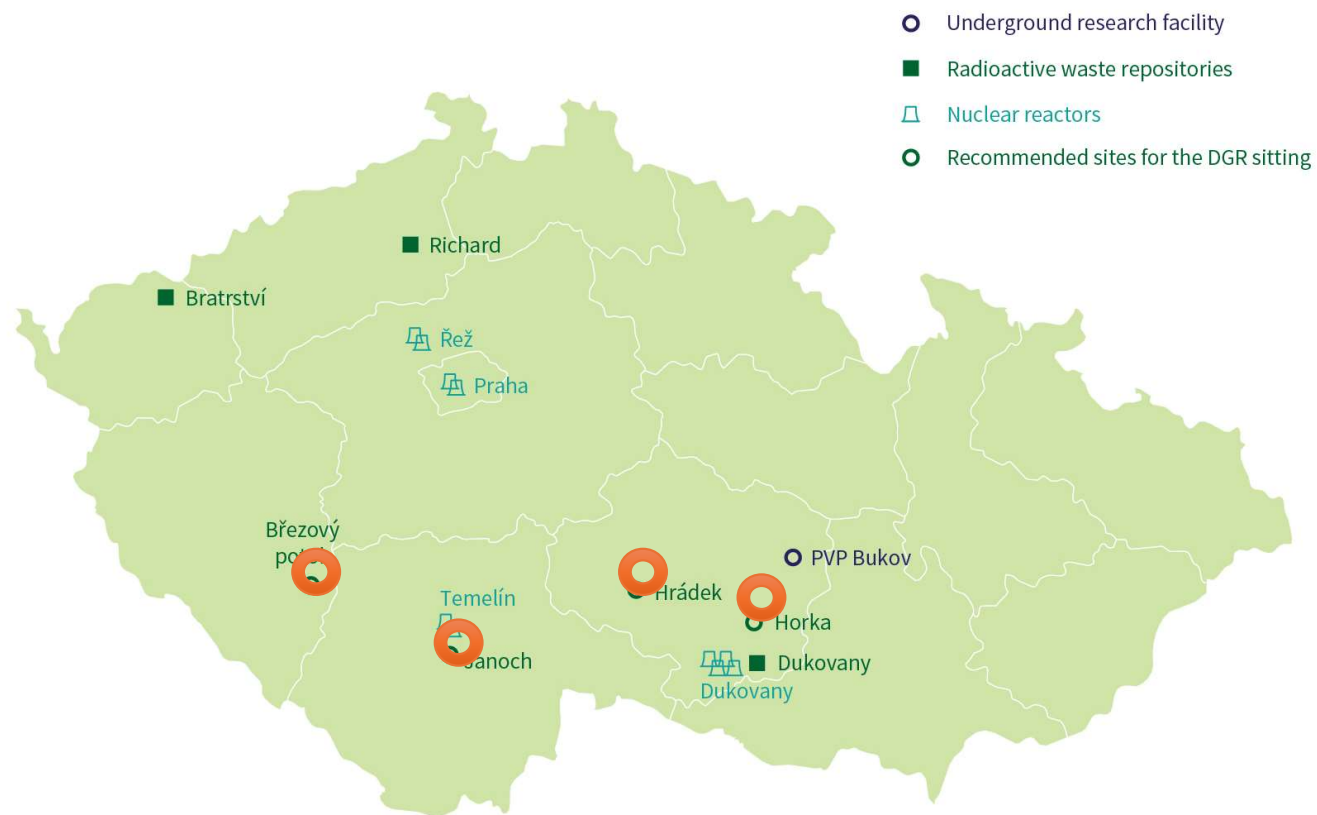 Underground research facility
Radioactive waste repositories
Nuclear reactors
Recommended sites for the DGR sitting
Richard
Bratrství
Řež
Praha
Březový
PVP Bukov
Hrádek
Temelín
Horka
Janoch
Dukovany
Dukovany